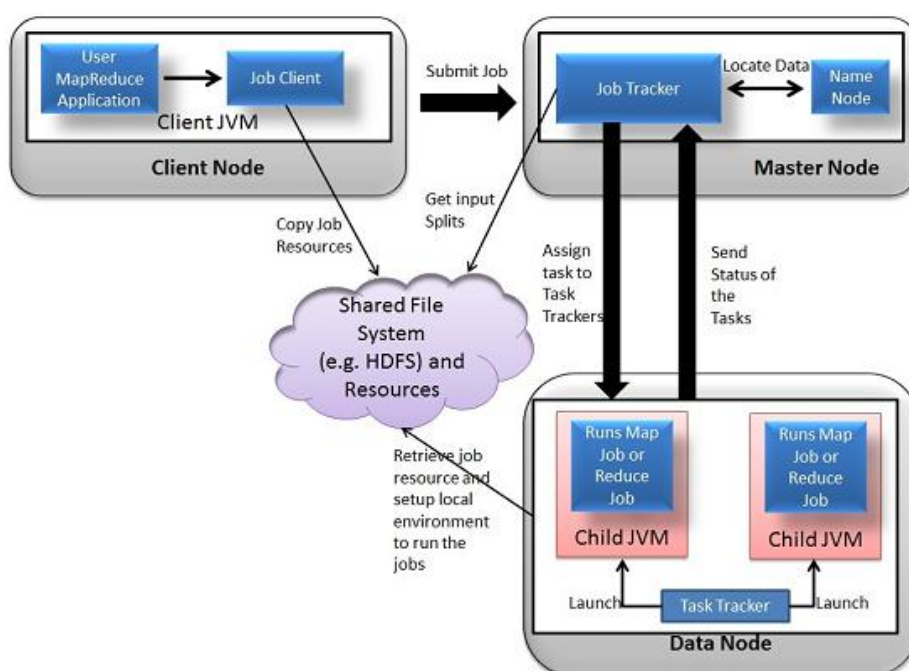 User
MapReduce
Application
Job Client
Client JVM
Client Node
Submit Job
Job Tracker
Locate Data
Name
Node
Master Node
Copy Job
Resources
Get input
Splits
Assign
task to
Task
Trackers
Send
Status of
the
Tasks
Shared File
System
(e.g. HDFS) and
Resources
Retrieve job
resource and
setup local
environment
to run the
jobs
Runs Map
Job or
Reduce
Job
Child JVM
Runs Map
Job or
Reduce
Job
Child JVM
Launch
Task Tracker
Launch
Data Node